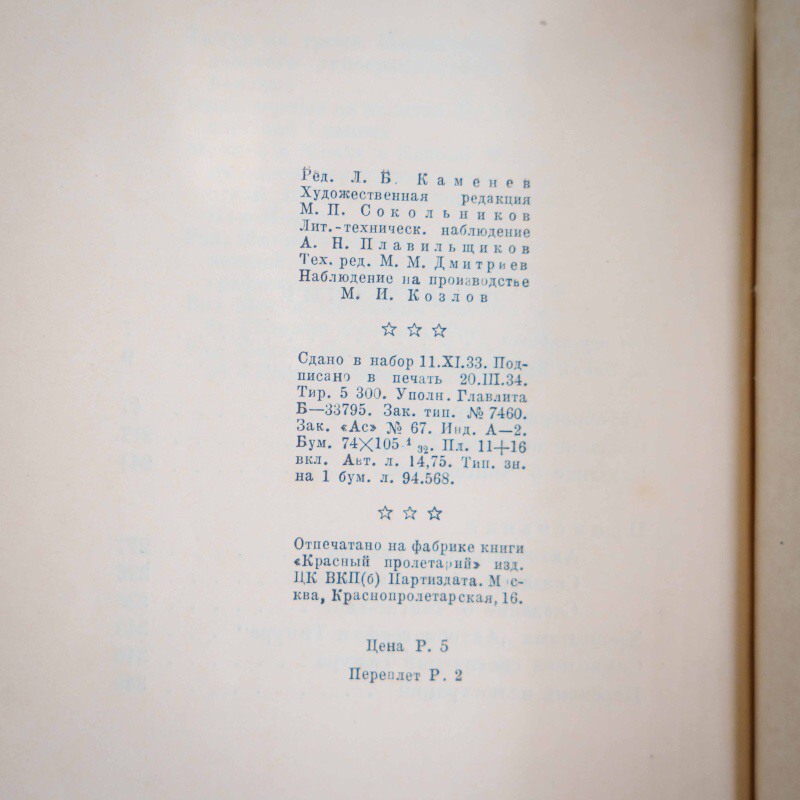 Ред. Л. Б. Каменев
Художественная редакция
М. П. Сокольников
Лит.-техническ. наблюдение
А. Н. Плавильщиков
Тех. ред. М. М. Дмитриев
Наблюдение на производстве
М. И. Козлов
☆ ☆ ☆
Сдано в набор 11.XI.33. Под-
писано в печать 20.III.34.
Тир. 5 300. Уполн. Главлита
Б—33795. Зак. тип. № 7460.
Зак. «Ас» № 67. Инд. А—2.
Бум. 74×105 1/32. Пл. 11+16
вкл. Авт. л. 14,75. Тип. зн.
на 1 бум. л. 94.568.
☆ ☆ ☆
Отпечатано на фабрике книги
«Красный пролетарий» изд.
ЦК ВКП(б) Партиздата. Мос-
ква, Краснопролетарская, 16.
Цена Р. 5
Переплет Р. 2